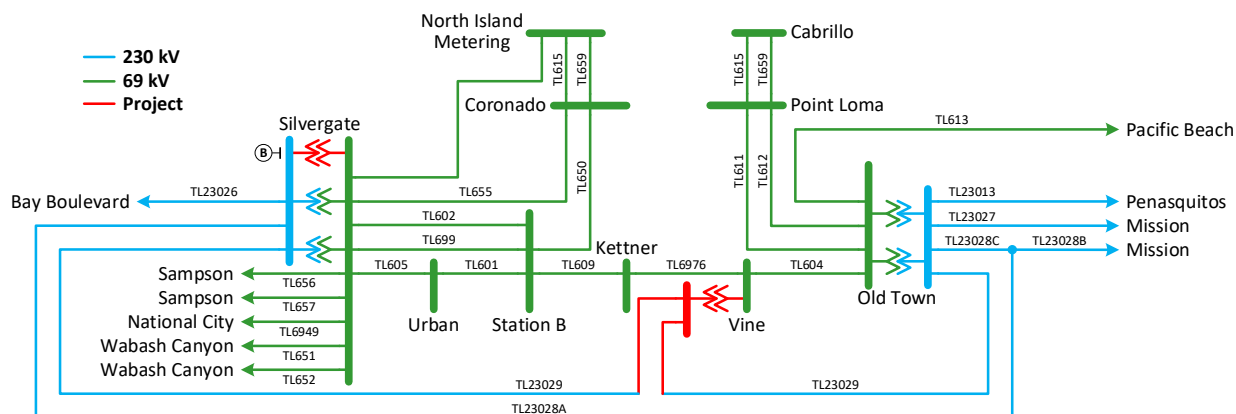 North Island
Metering
Cabrillo
230 kV
69 kV
Project
TL615
TL659
TL615
TL659
Coronado
Point Loma
Silvergate
TL613
Pacific Beach
B
TL650
TL611
TL612
Bay Boulevard
TL23026
TL655
TL23013
Penasquitos
TL602
TL23027
Mission
TL699
Kettner
TL23028C
TL23028B
Mission
Sampson
TL605
TL601
TL609
TL6976
TL604
TL656
Old Town
Sampson
TL657
National City
Urban
Station B
Vine
TL6949
Wabash Canyon
TL651
Wabash Canyon
TL652
TL23029
TL23029
TL23028A